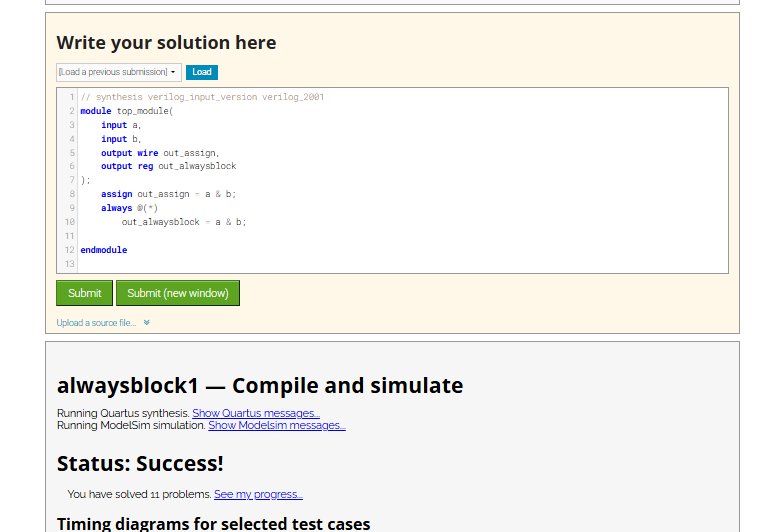 Write your solution here
[Load a previous submission] Load
1 // synthesis verilog_input_version verilog_2001
2 module top_module(
3 input a,
4 input b,
5 output wire out_assign,
6 output reg out_alwaysblock
7 );
8 assign out_assign = a & b;
9 always @(*)
10 out_alwaysblock = a & b;
11
12 endmodule
13
Submit Submit (new window)
Upload a source file...
alwaysblock1 — Compile and simulate
Running Quartus synthesis. Show Quartus messages...
Running ModelSim simulation. Show Modelsim messages...
Status: Success!
You have solved 11 problems. See my progress...
Timing diagrams for selected test cases